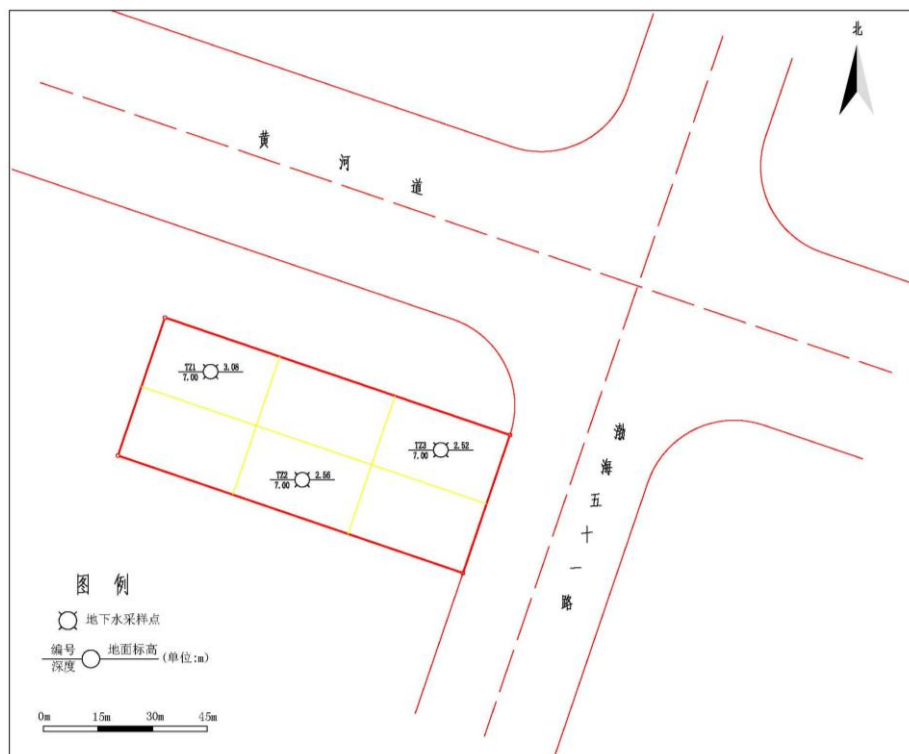 北
黄河道
TZ1 3.08
7.00
TZ3 2.52
7.00
TZ2 2.56
7.00
渤海五十一路
图 例
地下水采样点
编号 地面标高 (单位:m)
深度
0m 15m 30m 45m